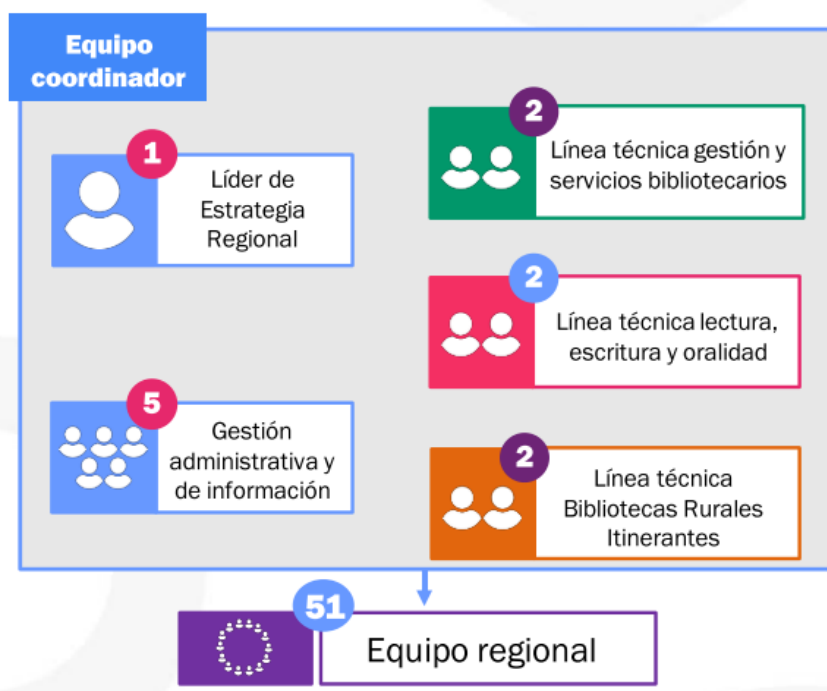 Equipo
coordinador
1
Líder de
Estrategia
Regional
5
Gestión
administrativa y
de información
2
Línea técnica gestión y
servicios bibliotecarios
2
Línea técnica lectura,
escritura y oralidad
2
Línea técnica
Bibliotecas Rurales
Itinerantes
51
Equipo regional